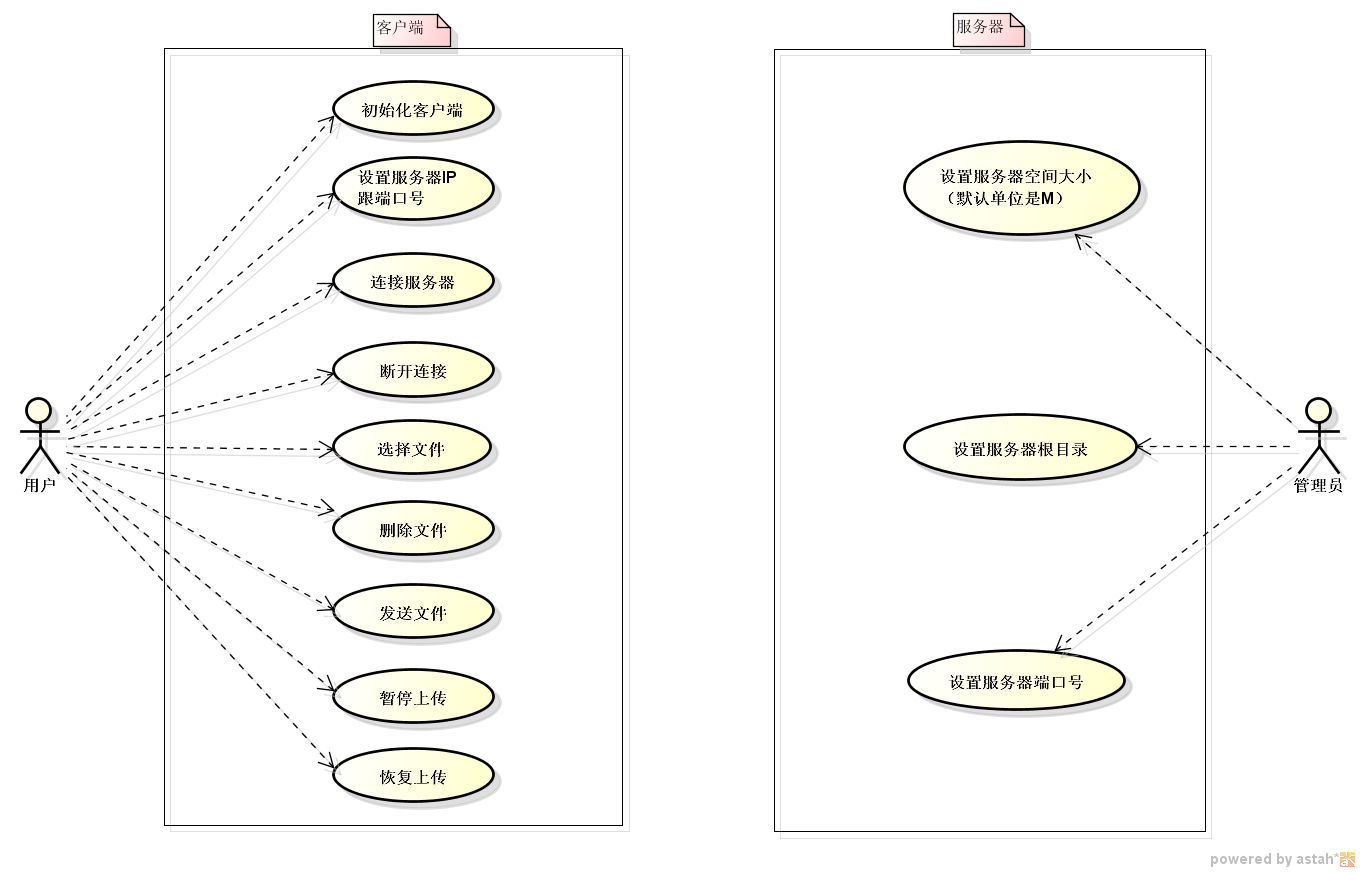 客户端
初始化客户端
设置服务器IP
跟端口号
连接服务器
断开连接
选择文件
删除文件
发送文件
暂停上传
恢复上传
用户
服务器
设置服务器空间大小
（默认单位是M）
设置服务器根目录
设置服务器端口号
管理员
powered by astah*